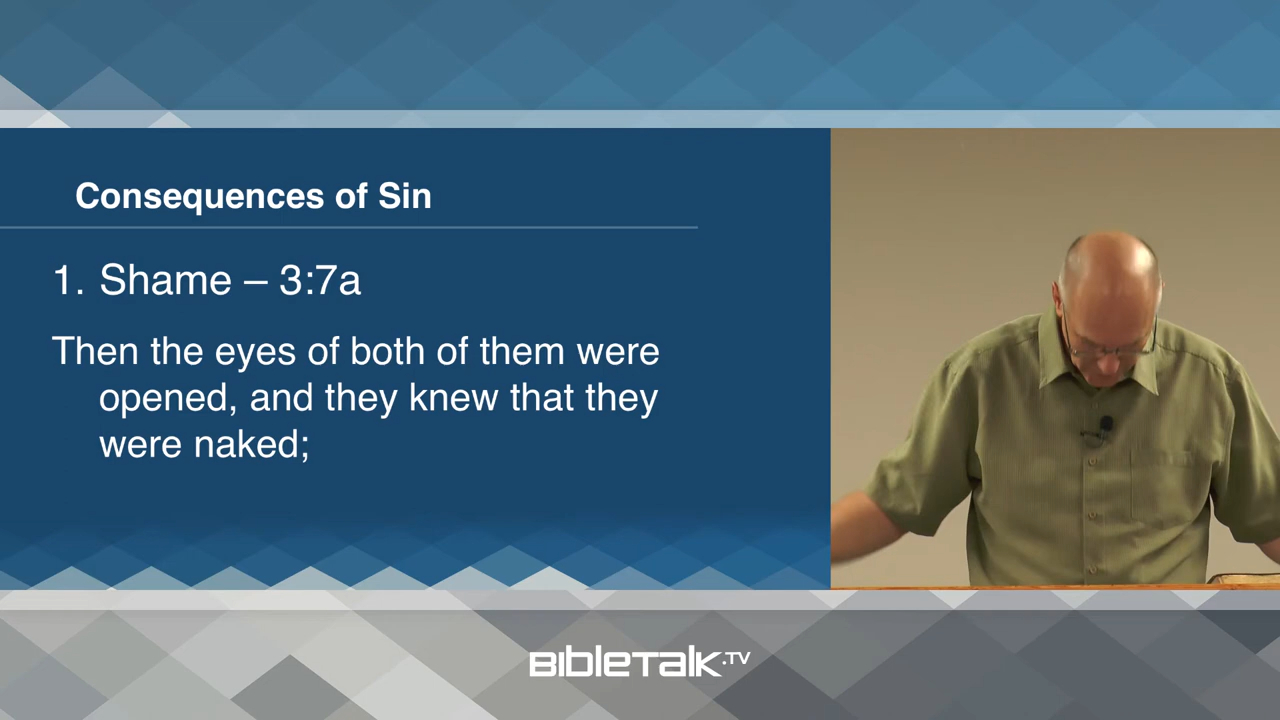 Consequences of Sin
1. Shame – 3:7a
Then the eyes of both of them were
opened, and they knew that they
were naked;
BIBLETALK.TV